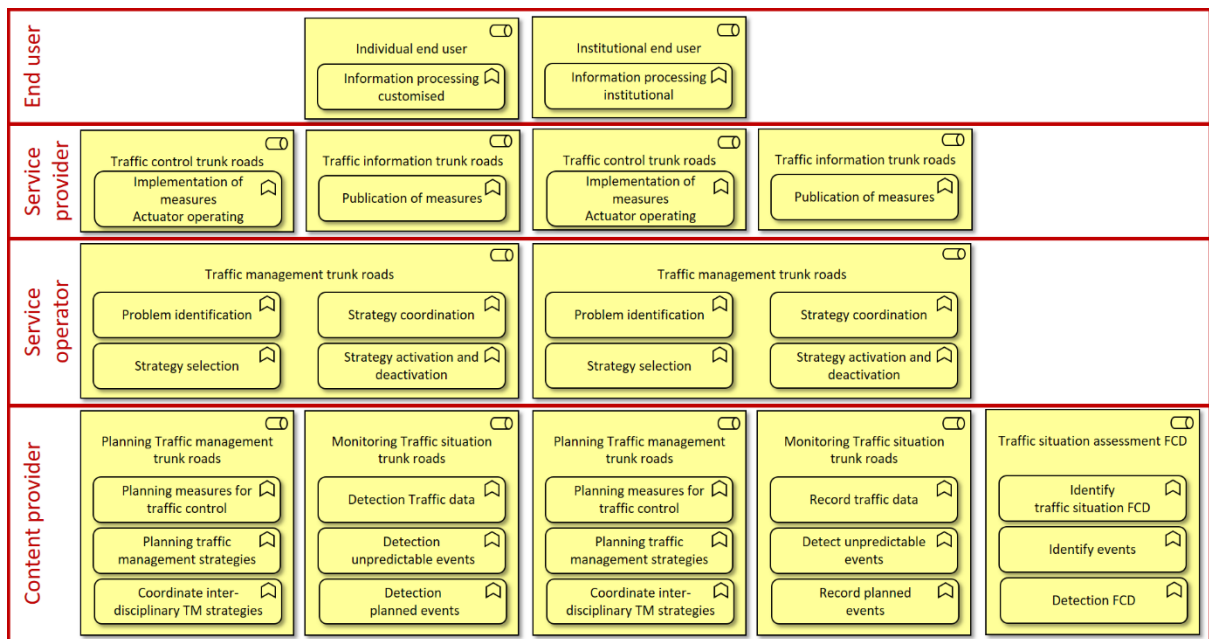 End user
Individual end user
Information processing
customised
Institutional end user
Information processing
institutional
Service
provider
Traffic control trunk roads
Implementation of
measures
Actuator operating
Traffic information trunk roads
Publication of measures
Traffic control trunk roads
Implementation of
measures
Actuator operating
Traffic information trunk roads
Publication of measures
Service
operator
Traffic management trunk roads
Problem identification
Strategy coordination
Strategy selection
Strategy activation and
deactivation
Traffic management trunk roads
Problem identification
Strategy coordination
Strategy selection
Strategy activation and
deactivation
Content provider
Planning Traffic management
trunk roads
Planning measures for
traffic control
Planning traffic
management strategies
Coordinate inter-
disciplinary TM strategies
Monitoring Traffic situation
trunk roads
Detection Traffic data
Detection
unpredictable events
Detection
planned events
Planning Traffic management
trunk roads
Planning measures for
traffic control
Planning traffic
management strategies
Coordinate inter-
disciplinary TM strategies
Monitoring Traffic situation
trunk roads
Record traffic data
Detect unpredictable
events
Record planned
events
Traffic situation assessment FCD
Identify
traffic situation FCD
Identify events
Detection FCD